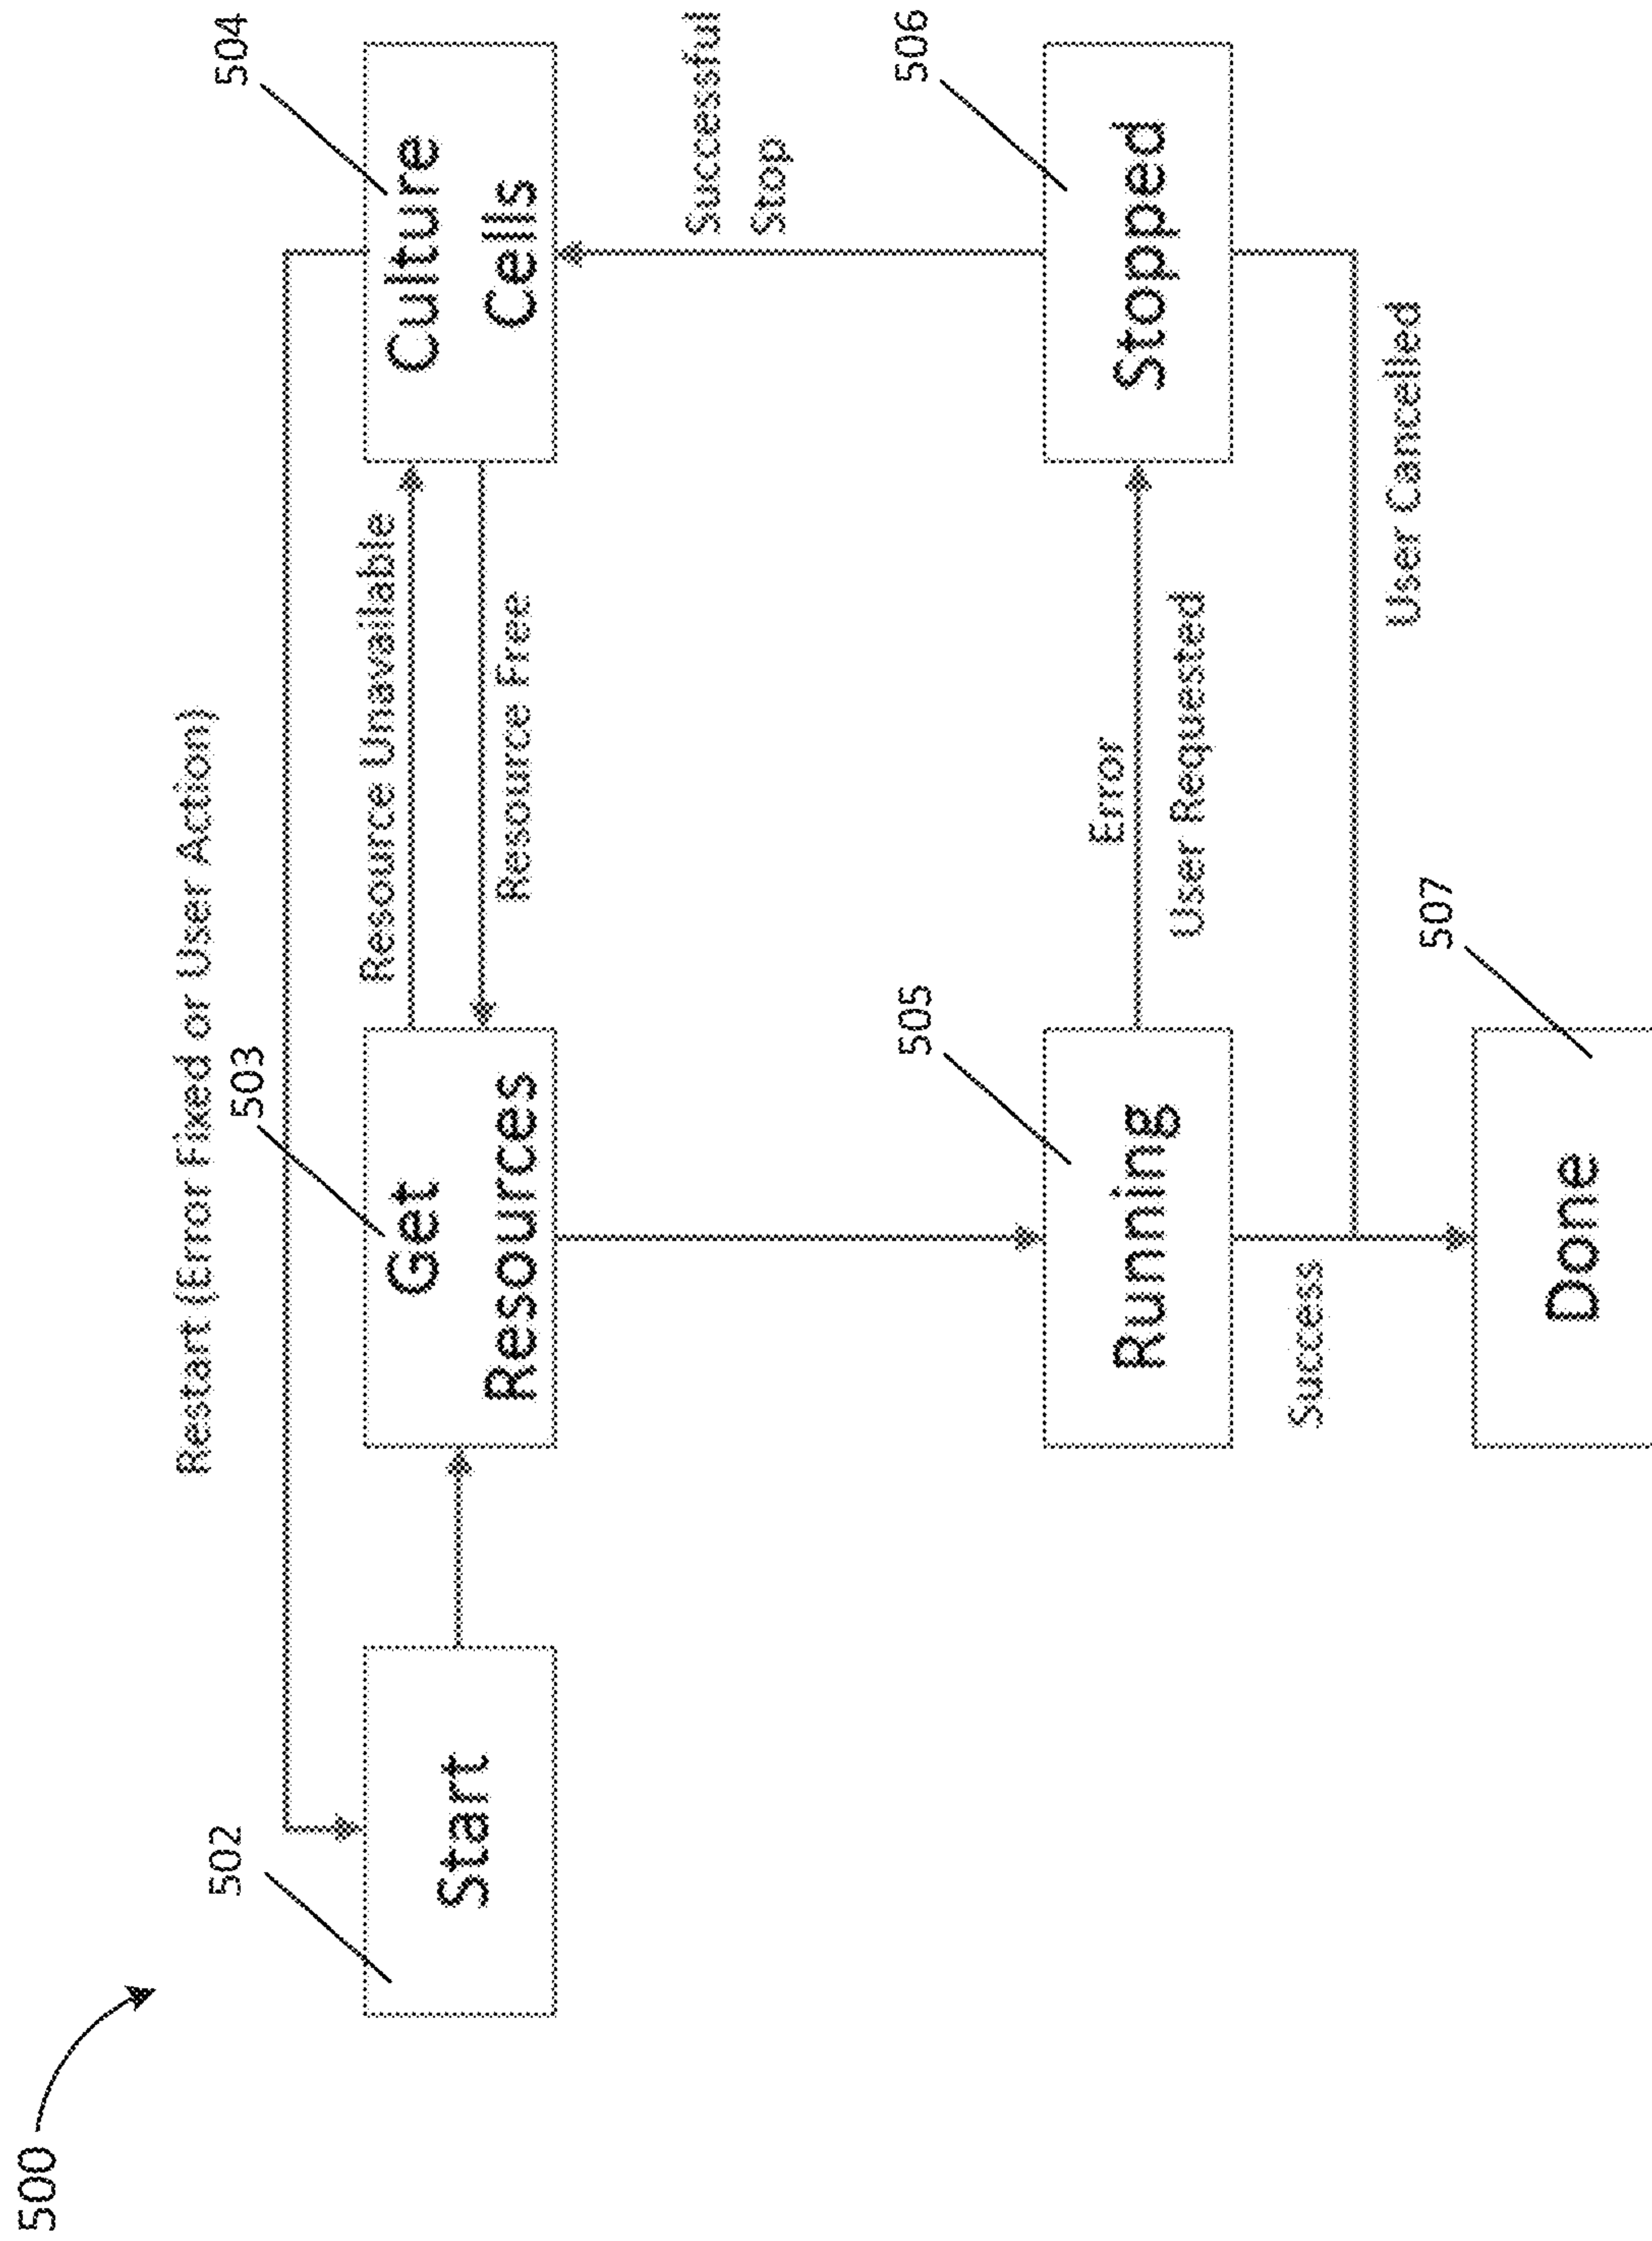 500
Restart (Error Fixed or User Action)
502
503
504
Start
Get
Resources
Resource Unavailable
Resource Free
Culture
Cells
Successful
Stop
505
506
Running
Error
User Requested
Stopped
Success
User Cancelled
507
Done